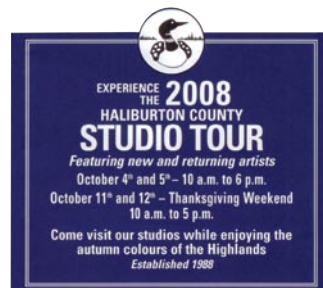 EXPERIENCE THE 2008
HALIBURTON COUNTY
STUDIO TOUR
Featuring new and returning artists
October 4th and 5th – 10 a.m. to 6 p.m.
October 11th and 12th – Thanksgiving Weekend
10 a.m. to 5 p.m.
Come visit our studios while enjoying the
autumn colours of the Highlands
Established 1988